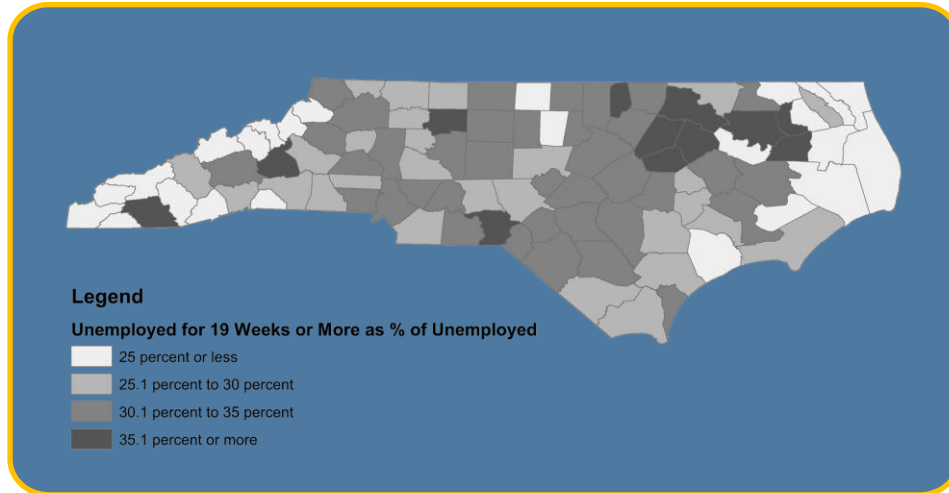 Legend
Unemployed for 19 Weeks or More as % of Unemployed
25 percent or less
25.1 percent to 30 percent
30.1 percent to 35 percent
35.1 percent or more